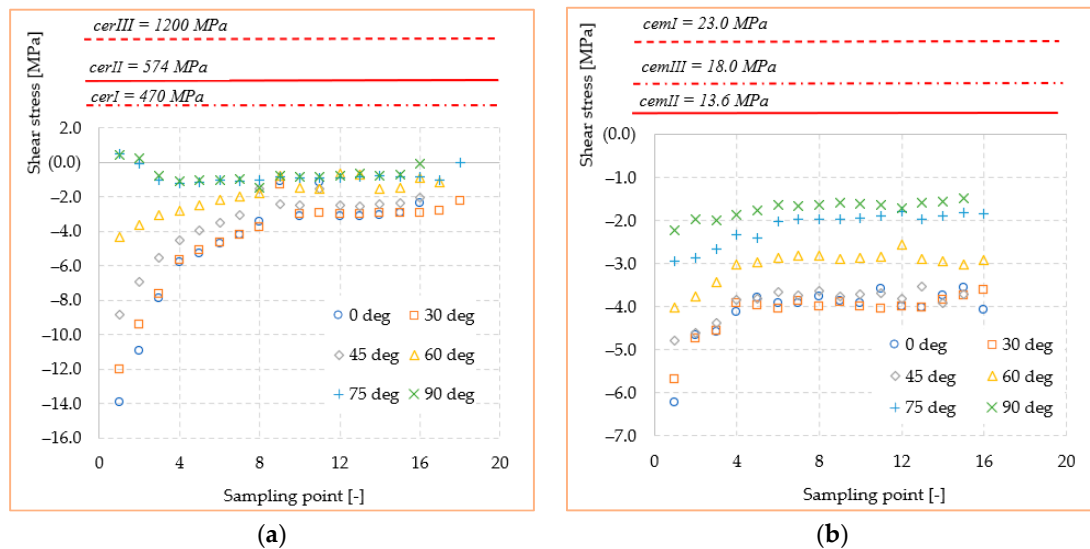 cerIII = 1200 MPa
cerII = 574 MPa
cerI = 470 MPa
Shear stress [MPa]
2.0
(0.0)
−2.0
−4.0
−6.0
−8.0
−10.0
−12.0
−14.0
−16.0
0 deg 30 deg
45 deg 60 deg
75 deg 90 deg
0 4 8 12 16 20
Sampling point [-]
(a)
cemI = 23.0 MPa
cemIII = 18.0 MPa
cemII = 13.6 MPa
Shear stress [MPa]
(0.0)
−1.0
−2.0
−3.0
−4.0
−5.0
−6.0
−7.0
0 deg 30 deg
45 deg 60 deg
75 deg 90 deg
0 4 8 12 16 20
Sampling point [-]
(b)